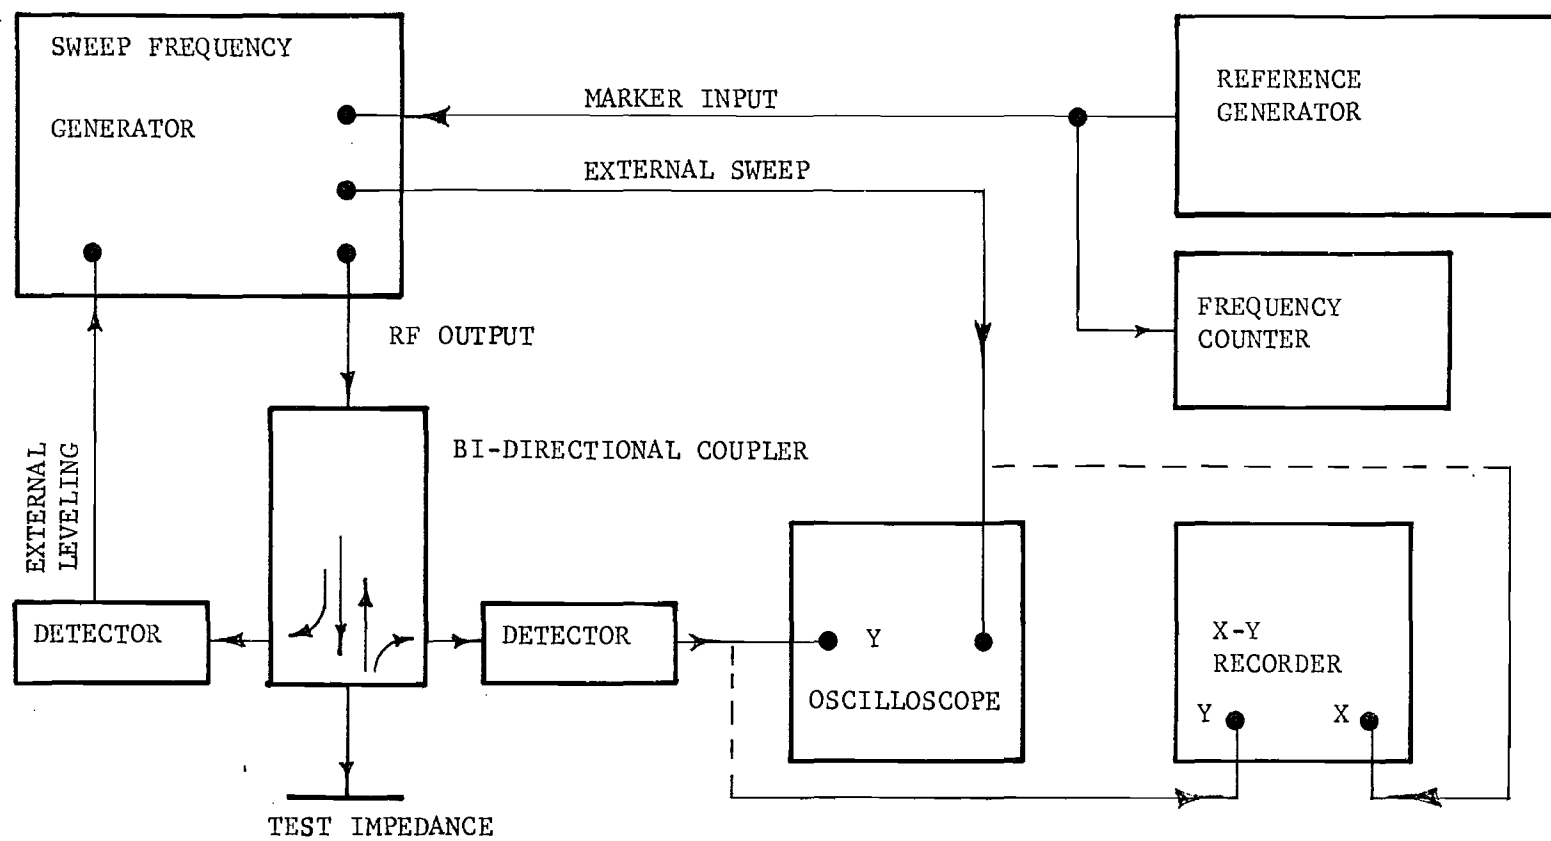 SWEEP FREQUENCY
GENERATOR
MARKER INPUT
EXTERNAL SWEEP
REFERENCE
GENERATOR
FREQUENCY
COUNTER
RF OUTPUT
EXTERNAL
LEVELING
BI-DIRECTIONAL COUPLER
DETECTOR
DETECTOR
Y
OSCILLOSCOPE
X-Y
RECORDER
Y
X
TEST IMPEDANCE